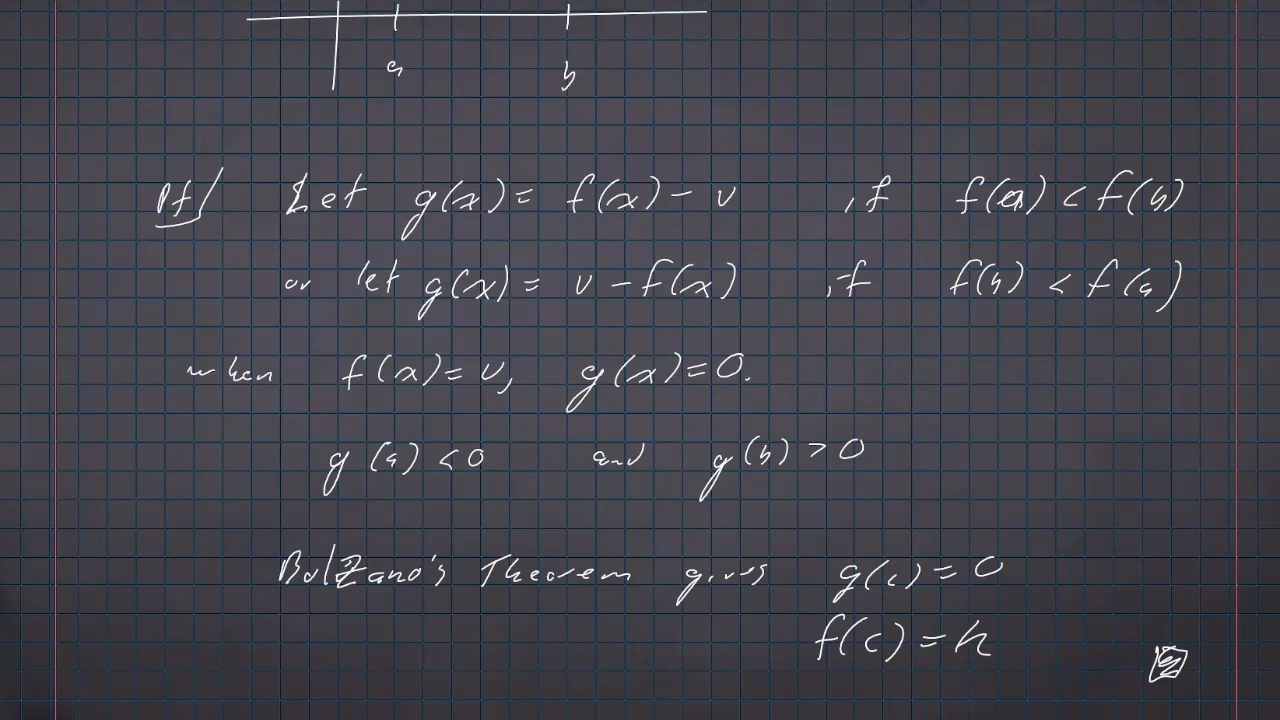 a b
Pf/ Let g(x) = f(x) - v if f(a) < f(b)
or let g(x) = v - f(x) if f(b) < f(a)
when f(x) = v, g(x) = 0.
g(a) < 0 and g(b) > 0
Bolzano's Theorem gives g(c) = 0
f(c) = k